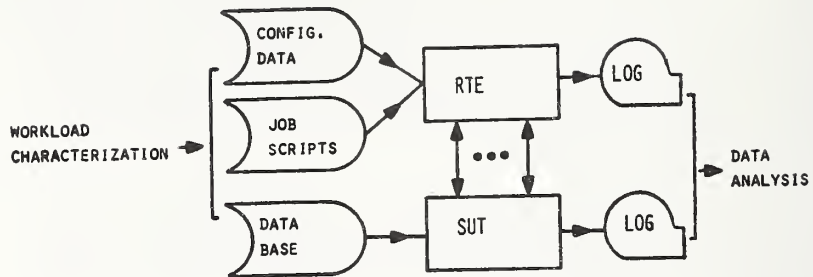 CONFIG.
DATA
RTE
LOG
WORKLOAD
CHARACTERIZATION
JOB
SCRIPTS
DATA
ANALYSIS
DATA
BASE
SUT
LOG